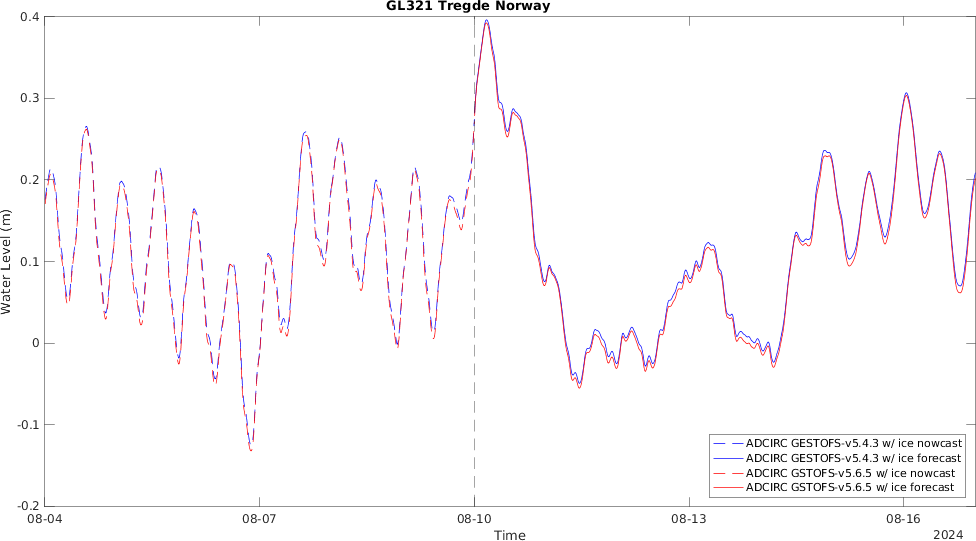 GL321 Tregde Norway
0.4
0.3
0.2
0.1
0
-0.1
-0.2
Water Level (m)
ADCIRC GESTOFS-v5.4.3 w/ ice nowcast
ADCIRC GESTOFS-v5.4.3 w/ ice forecast
ADCIRC GSTOFS-v5.6.5 w/ ice nowcast
ADCIRC GSTOFS-v5.6.5 w/ ice forecast
08-04 08-07 08-10 08-13 08-16
Time
2024